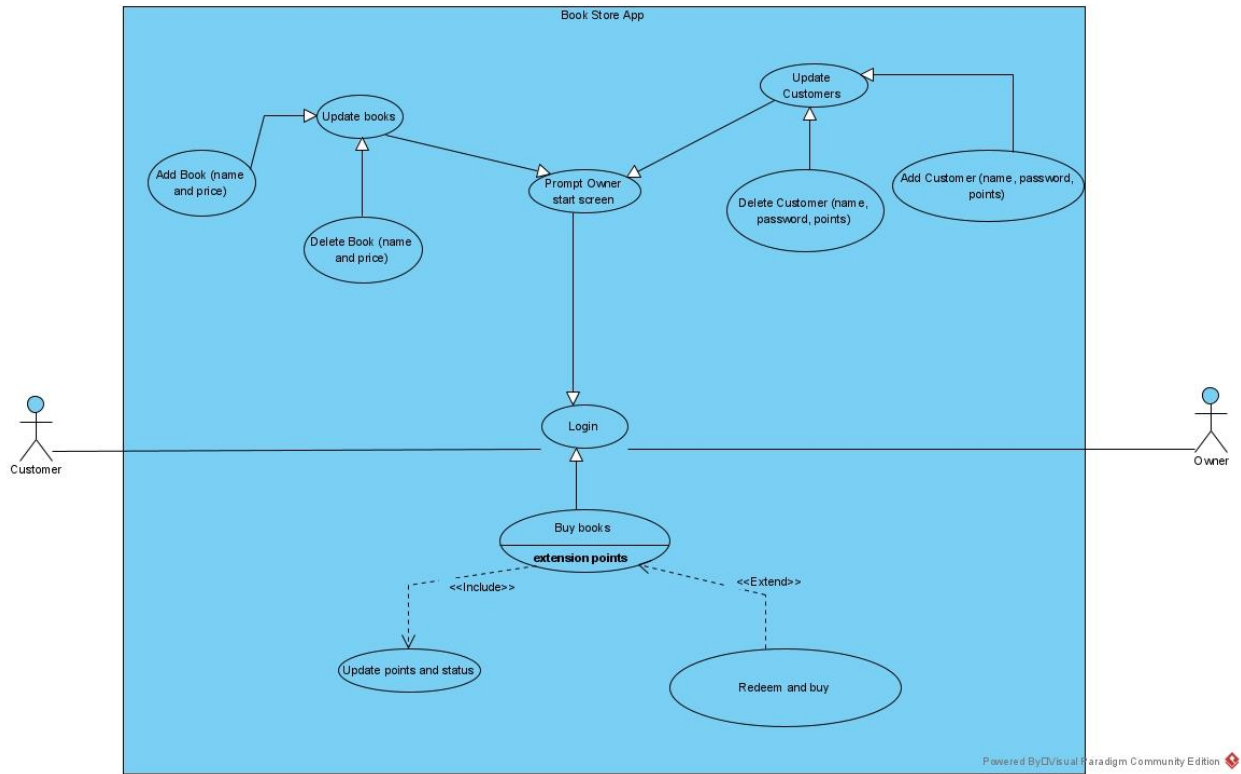 Book Store App
Update
Customers
Update books
Add Book (name
and price)
Prompt Owner
start screen
Delete Customer (name,
password, points)
Add Customer (name, password,
points)
Delete Book (name
and price)
Login
Customer
Owner
Buy books
extension points
<<Include>>
<<Extend>>
Update points and status
Redeem and buy
Powered By□Visual Paradigm Community Edition